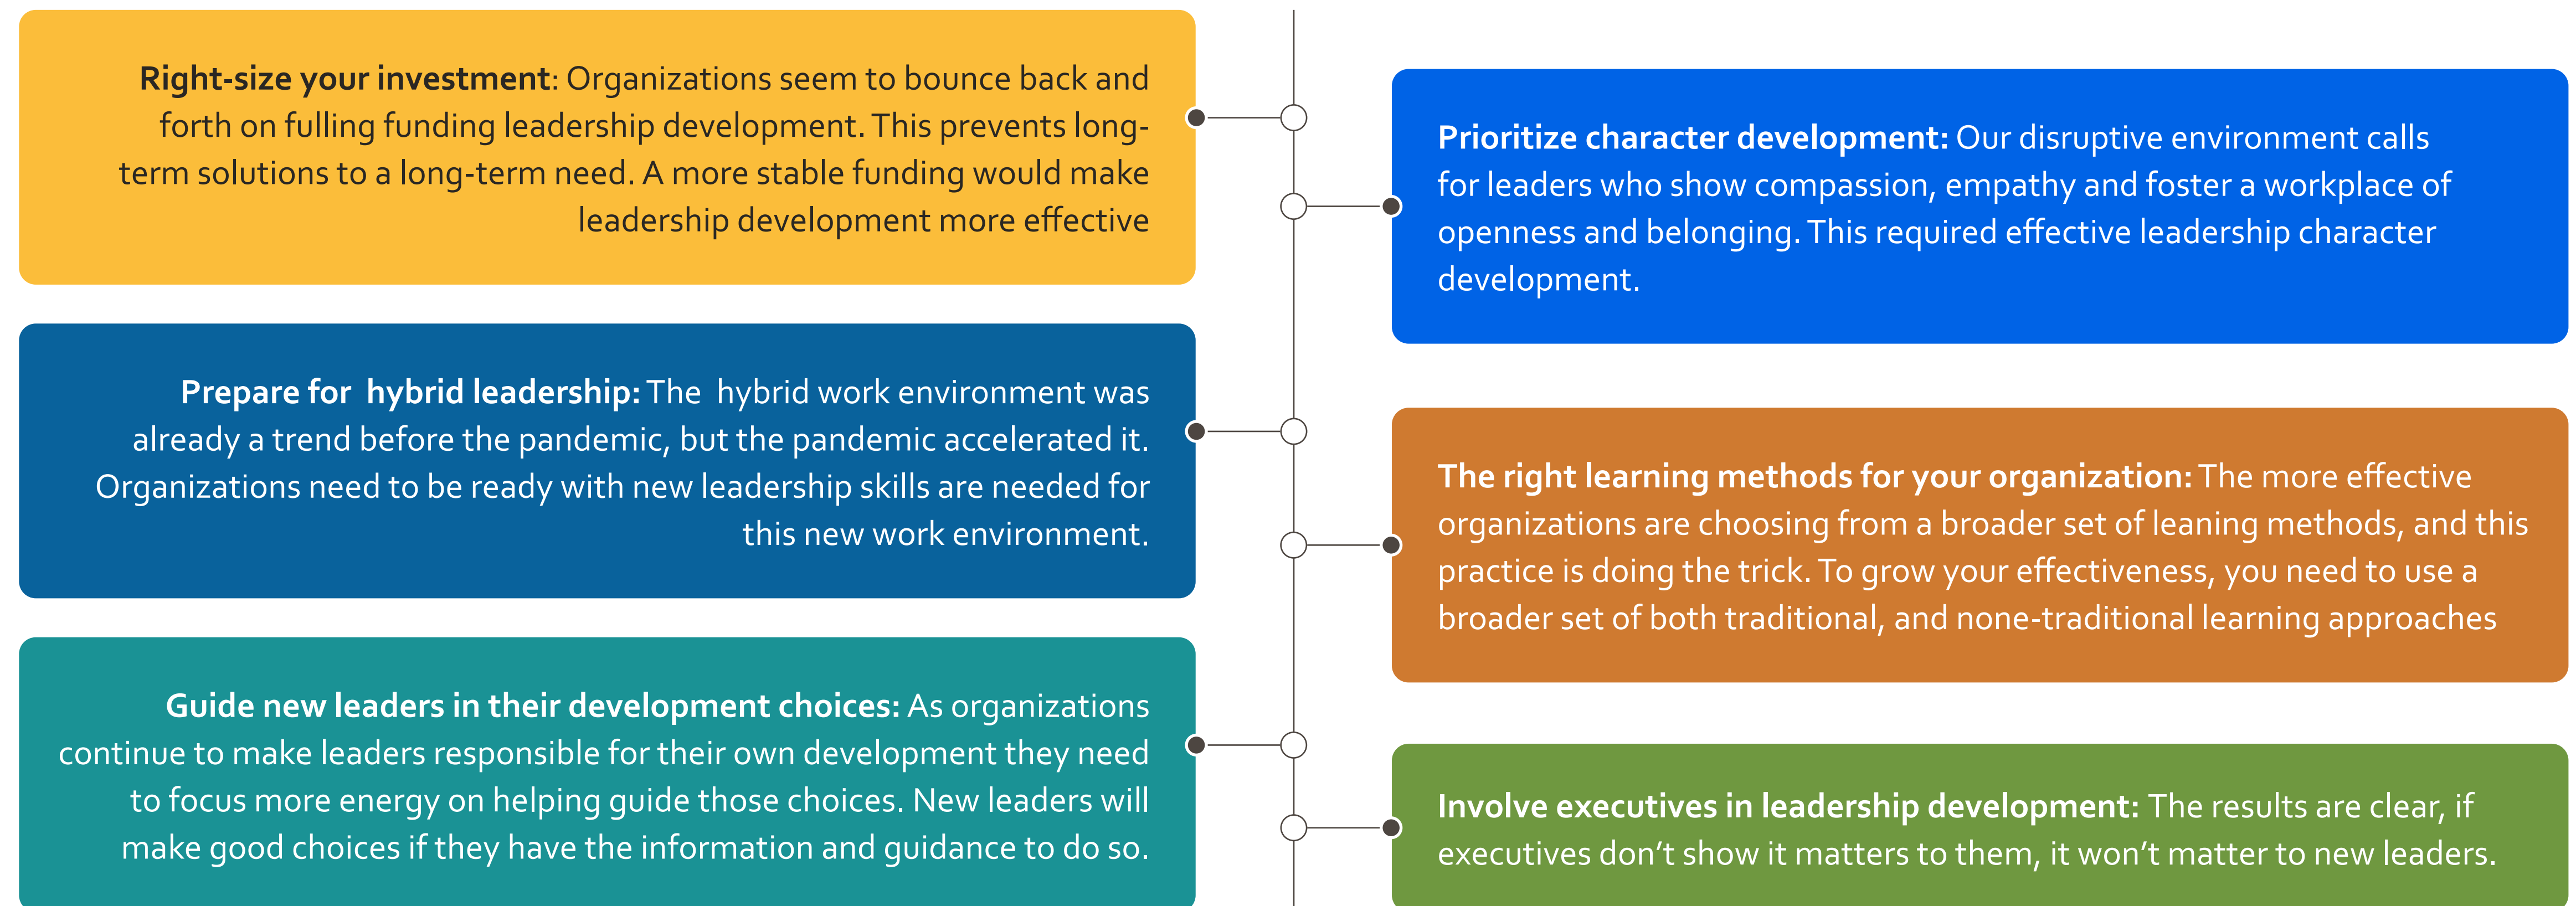 Right-size your investment: Organizations seem to bounce back and
forth on fulling funding leadership development. This prevents long-
term solutions to a long-term need. A more stable funding would make
leadership development more effective
Prioritize character development: Our disruptive environment calls
for leaders who show compassion, empathy and foster a workplace of
openness and belonging. This required effective leadership character
development.
Prepare for  hybrid leadership: The  hybrid work environment was
already a trend before the pandemic, but the pandemic accelerated it.
Organizations need to be ready with new leadership skills are needed for
this new work environment.
The right learning methods for your organization: The more effective
organizations are choosing from a broader set of leaning methods, and this
practice is doing the trick. To grow your effectiveness, you need to use a
broader set of both traditional, and none-traditional learning approaches
Guide new leaders in their development choices: As organizations
continue to make leaders responsible for their own development they need
to focus more energy on helping guide those choices. New leaders will
make good choices if they have the information and guidance to do so.
Involve executives in leadership development: The results are clear, if
executives don’t show it matters to them, it won’t matter to new leaders.